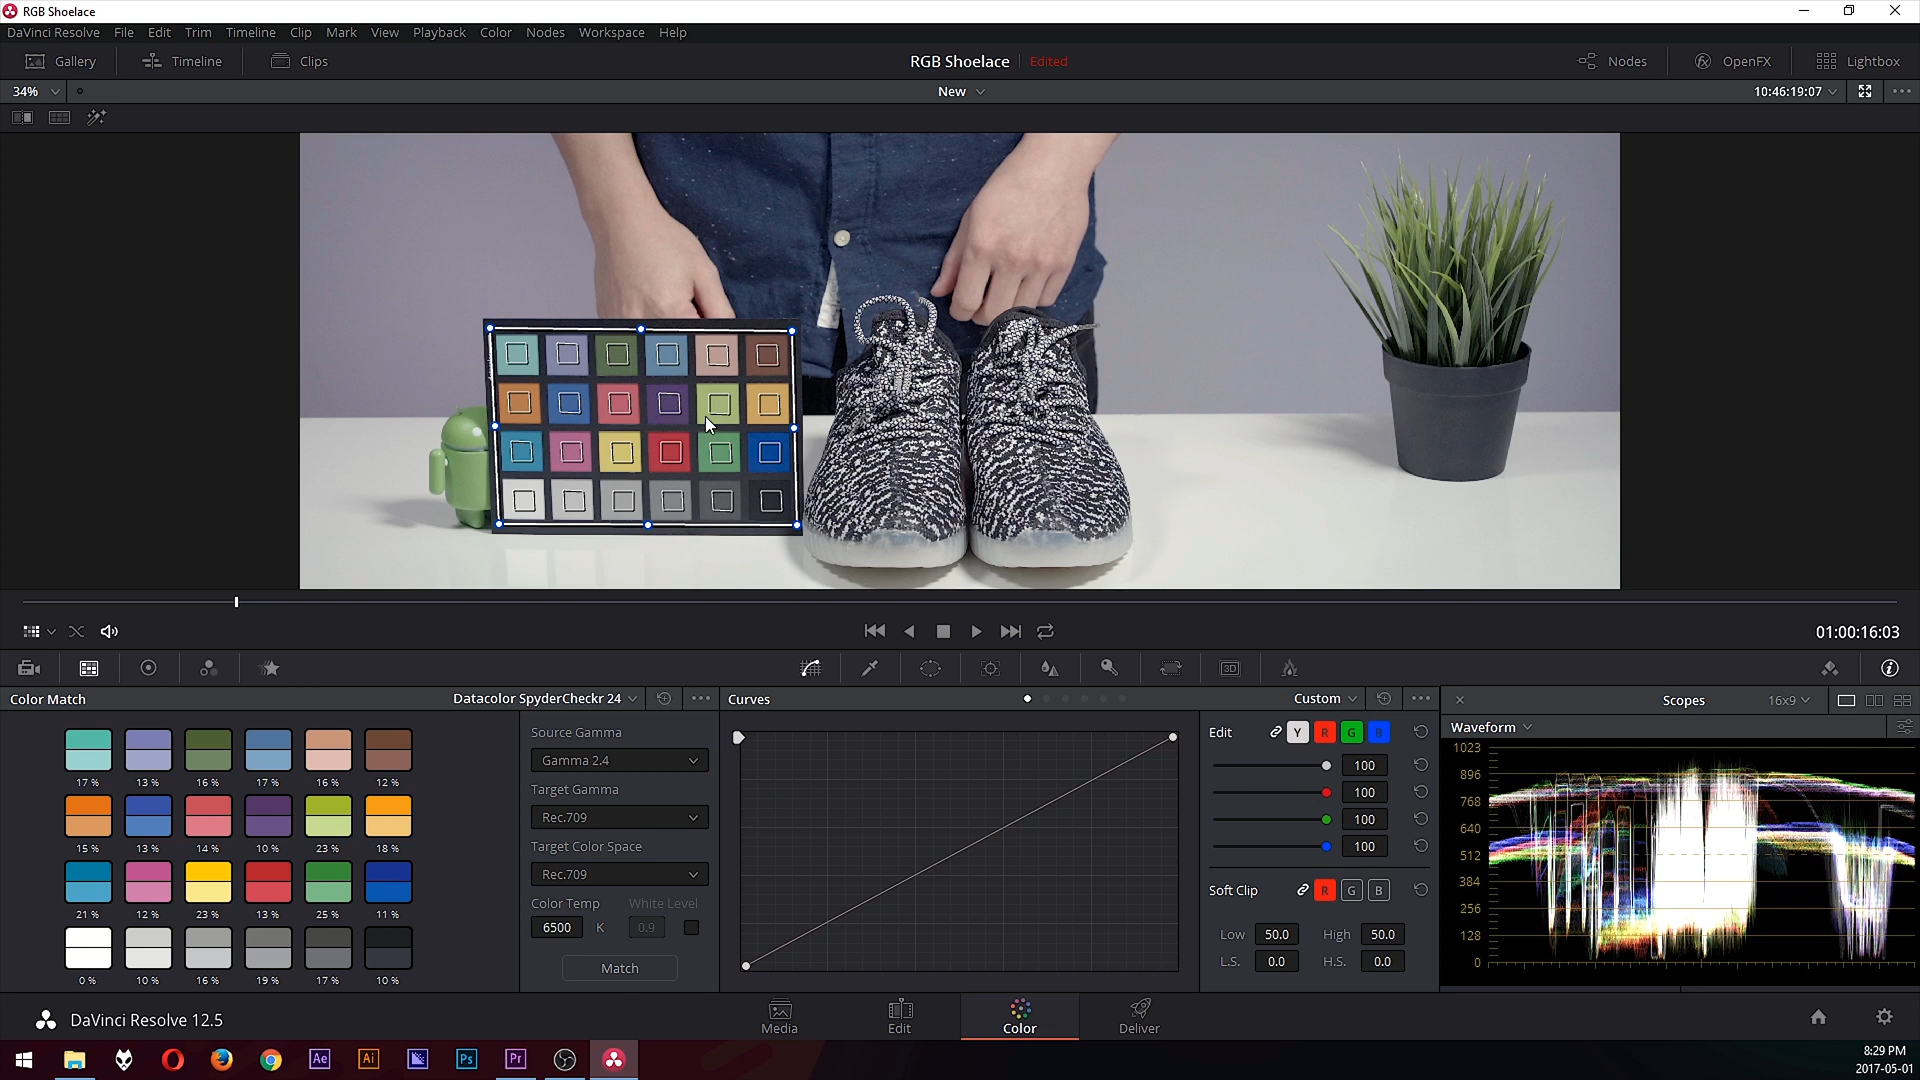 RGB Shoelace
DaVinci Resolve File Edit Trim Timeline Clip Mark View Playback Color Nodes Workspace Help
Gallery Timeline Clips RGB Shoelace Edited Nodes OpenFX Lightbox
34% New 10:46:19:07
01:00:16:03
3D
Color Match Datacolor SpyderCheckr 24 Curves Custom Scopes 16x9
17 % 13 % 16 % 17 % 16 % 12 %
15 % 13 % 14 % 10 % 23 % 18 %
21 % 12 % 23 % 13 % 25 % 11 %
0 % 10 % 16 % 19 % 17 % 10 %
Source Gamma
Gamma 2.4
Target Gamma
Rec.709
Target Color Space
Rec.709
Color Temp White Level
6500 K 0.9
Match
Edit Y R G B
100
100
100
100
Soft Clip R G B
Low 50.0 High 50.0
L.S. 0.0 H.S. 0.0
Waveform
1023
896
768
640
512
384
256
128
0
DaVinci Resolve 12.5 Media Edit Color Deliver
Ae Ai Ps Pr
8:29 PM
2017-05-01